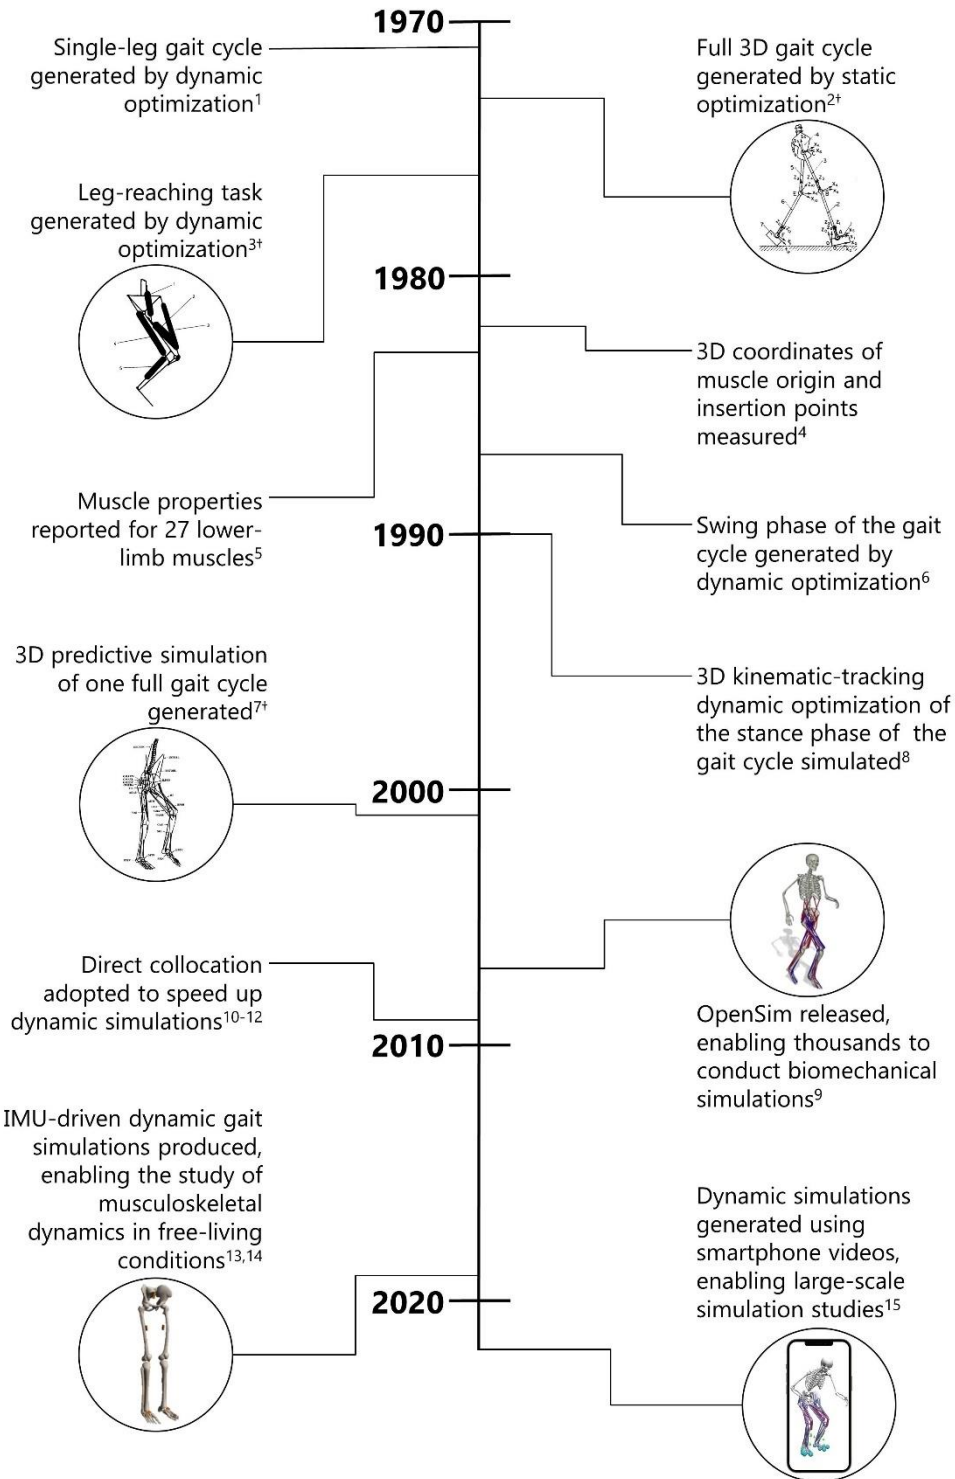 1970
Single-leg gait cycle
generated by dynamic
optimization1
Full 3D gait cycle
generated by static
optimization2†
Leg-reaching task
generated by dynamic
optimization3†
1980
3D coordinates of
muscle origin and
insertion points
measured4
Muscle properties
reported for 27 lower-
limb muscles5
1990
Swing phase of the gait
cycle generated by
dynamic optimization6
3D predictive simulation
of one full gait cycle
generated7†
3D kinematic-tracking
dynamic optimization of
the stance phase of the
gait cycle simulated8
2000
Direct collocation
adopted to speed up
dynamic simulations10-12
OpenSim released,
enabling thousands to
conduct biomechanical
simulations9
2010
IMU-driven dynamic gait
simulations produced,
enabling the study of
musculoskeletal
dynamics in free-living
conditions13,14
Dynamic simulations
generated using
smartphone videos,
enabling large-scale
simulation studies15
2020